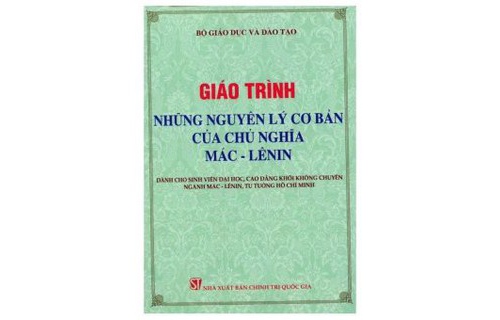 BỘ GIÁO DỤC VÀ ĐÀO TẠO
GIÁO TRÌNH
NHỮNG NGUYÊN LÝ CƠ BẢN
CỦA CHỦ NGHĨA
MÁC - LÊNIN
DÀNH CHO SINH VIÊN ĐẠI HỌC, CAO ĐẲNG KHỐI KHÔNG CHUYÊN
NGÀNH MÁC - LÊNIN, TƯ TƯỞNG HỒ CHÍ MINH
ST NHÀ XUẤT BẢN CHÍNH TRỊ QUỐC GIA